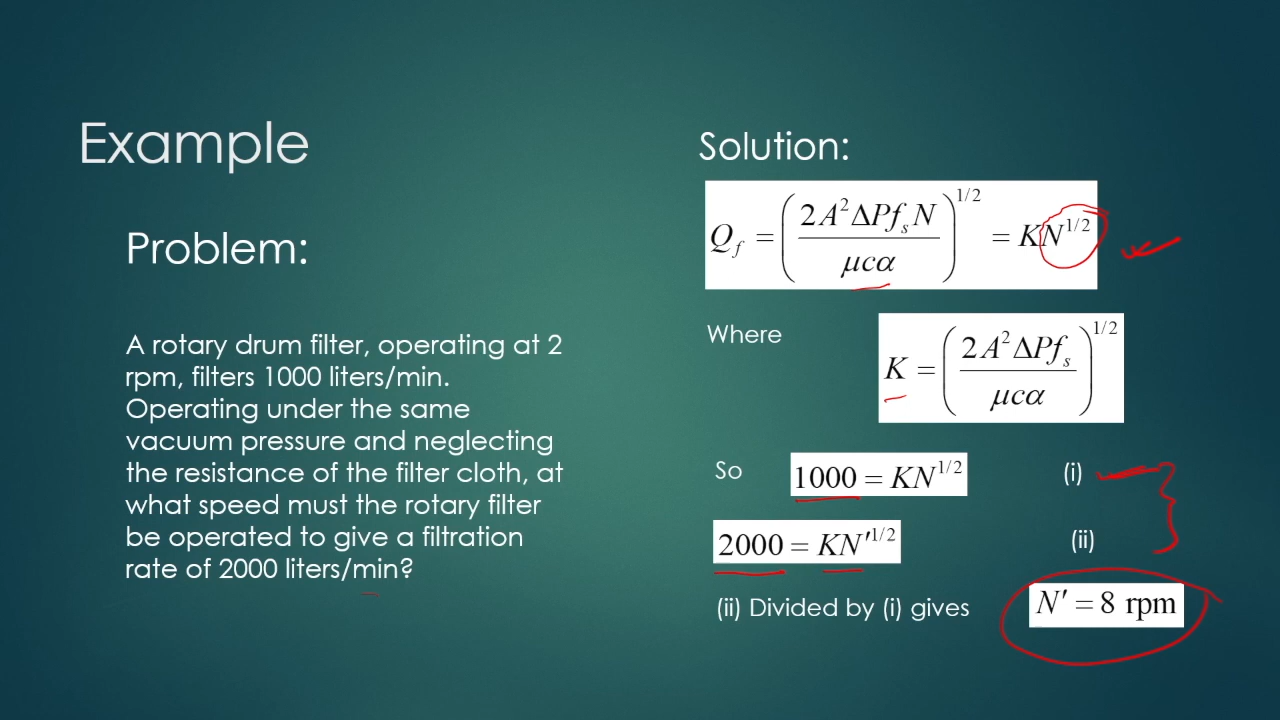 Example
Problem:
A rotary drum filter, operating at 2
rpm, filters 1000 liters/min.
Operating under the same
vacuum pressure and neglecting
the resistance of the filter cloth, at
what speed must the rotary filter
be operated to give a filtration
rate of 2000 liters/min?
Solution:
Q_f = (2A²ΔPf_sN / μcα)^1/2 = KN^1/2
Where K = (2A²ΔPf_s / μcα)^1/2
So 1000 = KN^1/2 (i)
2000 = KN′^1/2 (ii)
(ii) Divided by (i) gives N′ = 8 rpm